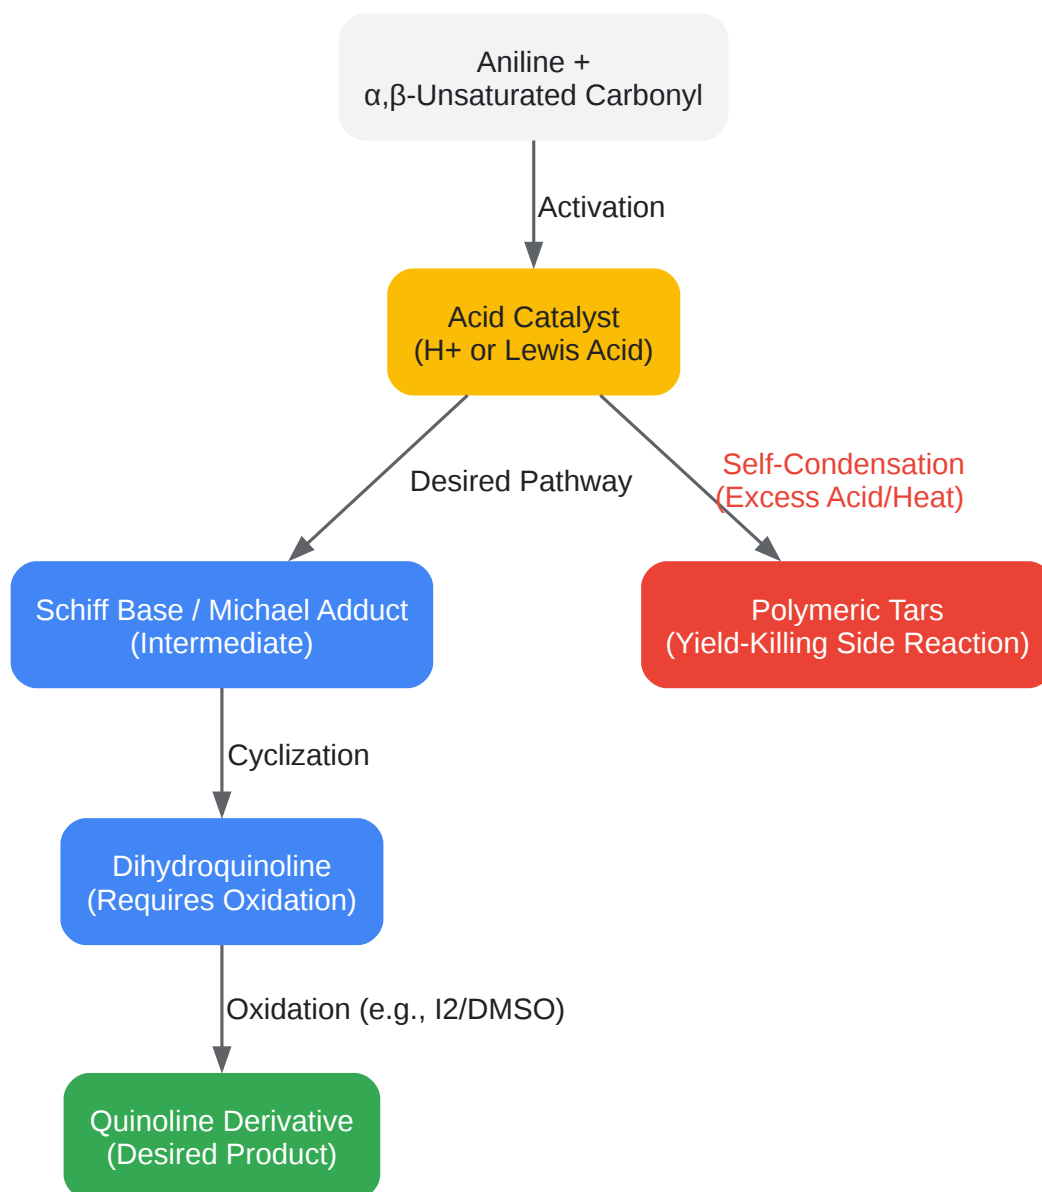 Aniline +
α,β-Unsaturated Carbonyl
Activation
Acid Catalyst
(H+ or Lewis Acid)
Desired Pathway
Self-Condensation
(Excess Acid/Heat)
Schiff Base / Michael Adduct
(Intermediate)
Polymeric Tars
(Yield-Killing Side Reaction)
Cyclization
Dihydroquinoline
(Requires Oxidation)
Oxidation (e.g., I2/DMSO)
Quinoline Derivative
(Desired Product)